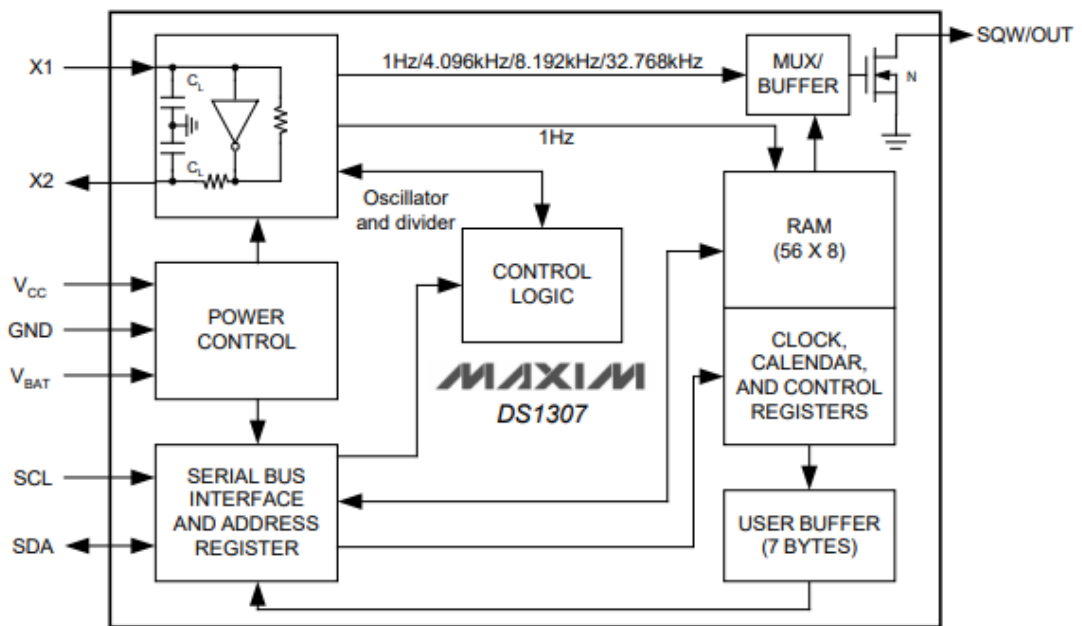 X1
X2
V_CC
GND
V_BAT
SCL
SDA
C_L
C_L
1Hz/4.096kHz/8.192kHz/32.768kHz
1Hz
Oscillator
and divider
MUX/
BUFFER
N
SQW/OUT
RAM
(56 X 8)
CONTROL
LOGIC
POWER
CONTROL
CLOCK,
CALENDAR,
AND CONTROL
REGISTERS
MAXIM
DS1307
SERIAL BUS
INTERFACE
AND ADDRESS
REGISTER
USER BUFFER
(7 BYTES)